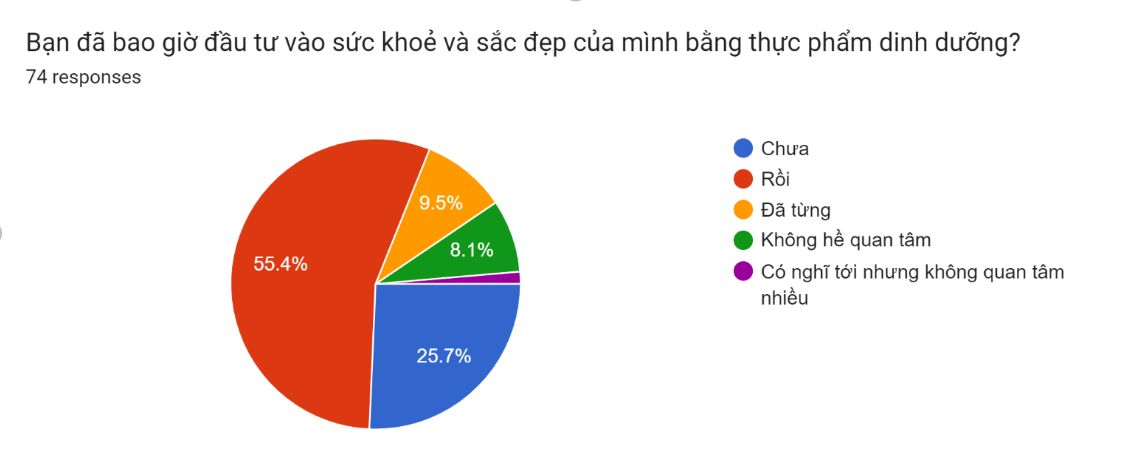 Bạn đã bao giờ đầu tư vào sức khoẻ và sắc đẹp của mình bằng thực phẩm dinh dưỡng?
74 responses
Chưa
Rồi
Đã từng
Không hề quan tâm
Có nghĩ tới nhưng không quan tâm
nhiều
9.5%
8.1%
55.4%
25.7%